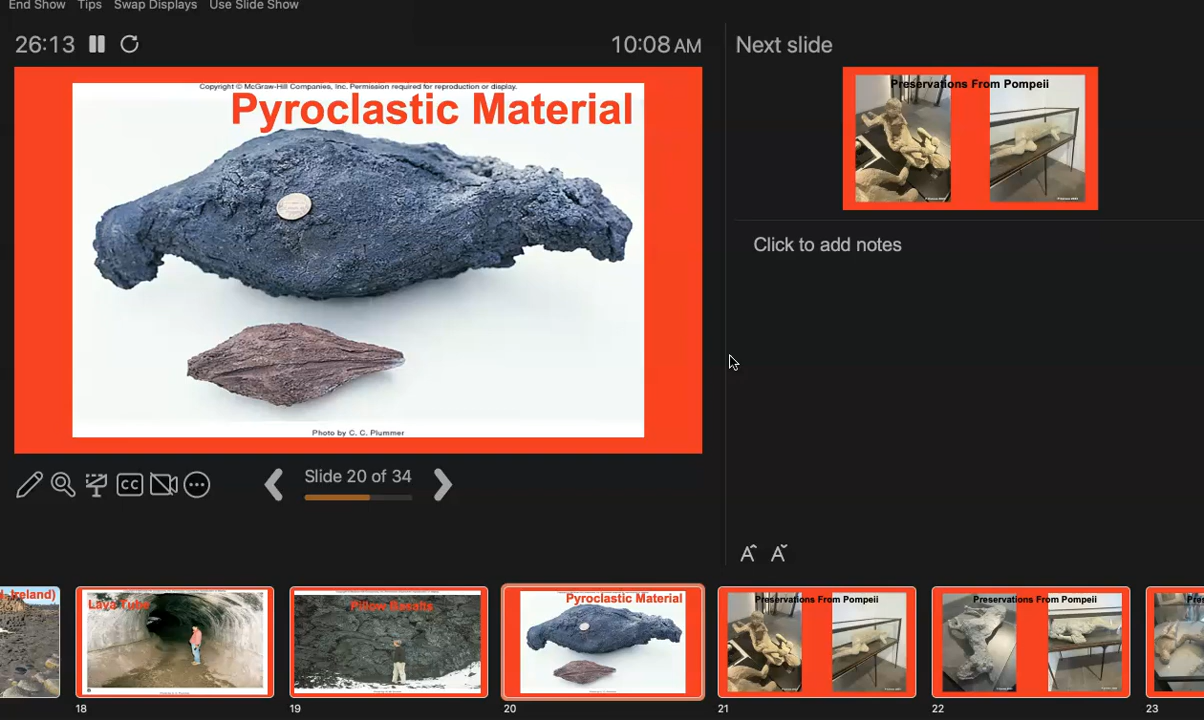 End Show Tips Swap Displays Use Slide Show
26:13
10:08 AM
Next slide
Copyright © McGraw-Hill Companies, Inc. Permission required for reproduction or display.
Pyroclastic Material
Photo by C. C. Plummer
Preservations From Pompeii
Click to add notes
CC
Slide 20 of 34
A A
Ireland)
Lava Tube
Pillow Basalts
Pyroclastic Material
Preservations From Pompeii
Preservations From Pompeii
18
19
20
21
22
23